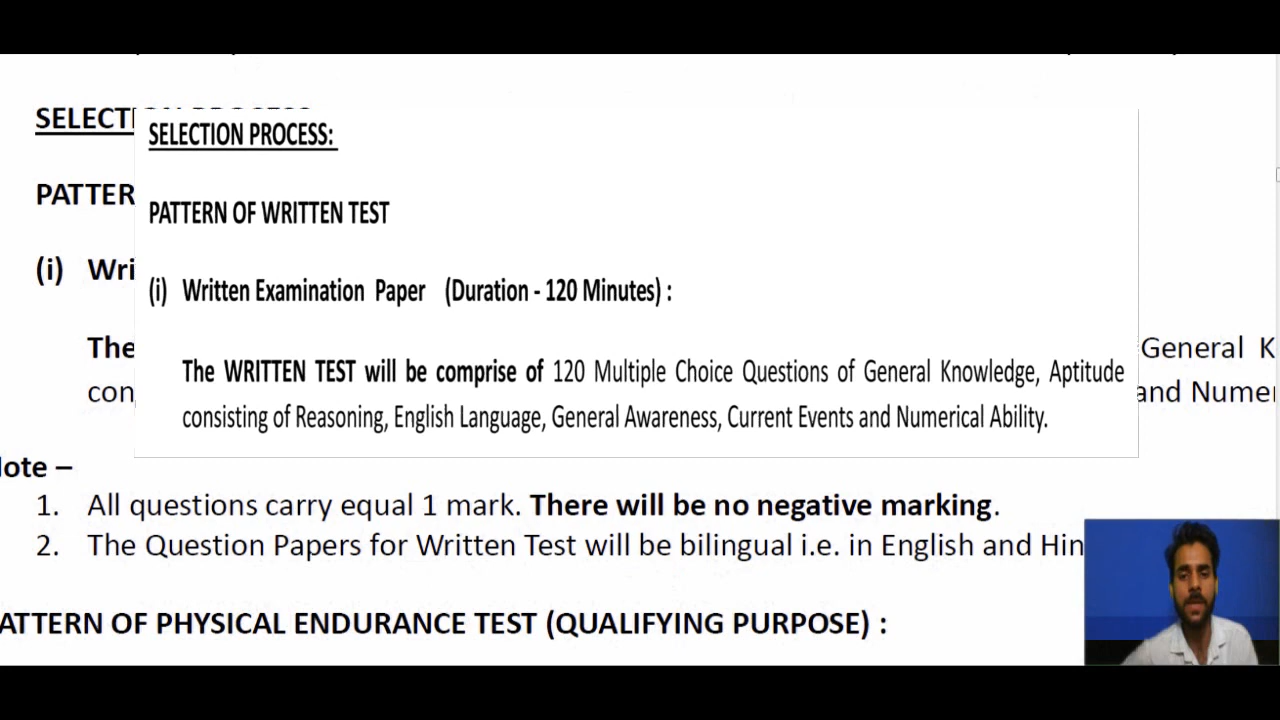 SELECTI
SELECTION PROCESS:
PATTER
PATTERN OF WRITTEN TEST
(i) Wri
(i) Written Examination Paper (Duration - 120 Minutes) :
The
General K
The WRITTEN TEST will be comprise of 120 Multiple Choice Questions of General Knowledge, Aptitude
con
and Numer
consisting of Reasoning, English Language, General Awareness, Current Events and Numerical Ability.
lote –
1. All questions carry equal 1 mark. There will be no negative marking.
2. The Question Papers for Written Test will be bilingual i.e. in English and Hin
ATTERN OF PHYSICAL ENDURANCE TEST (QUALIFYING PURPOSE) :